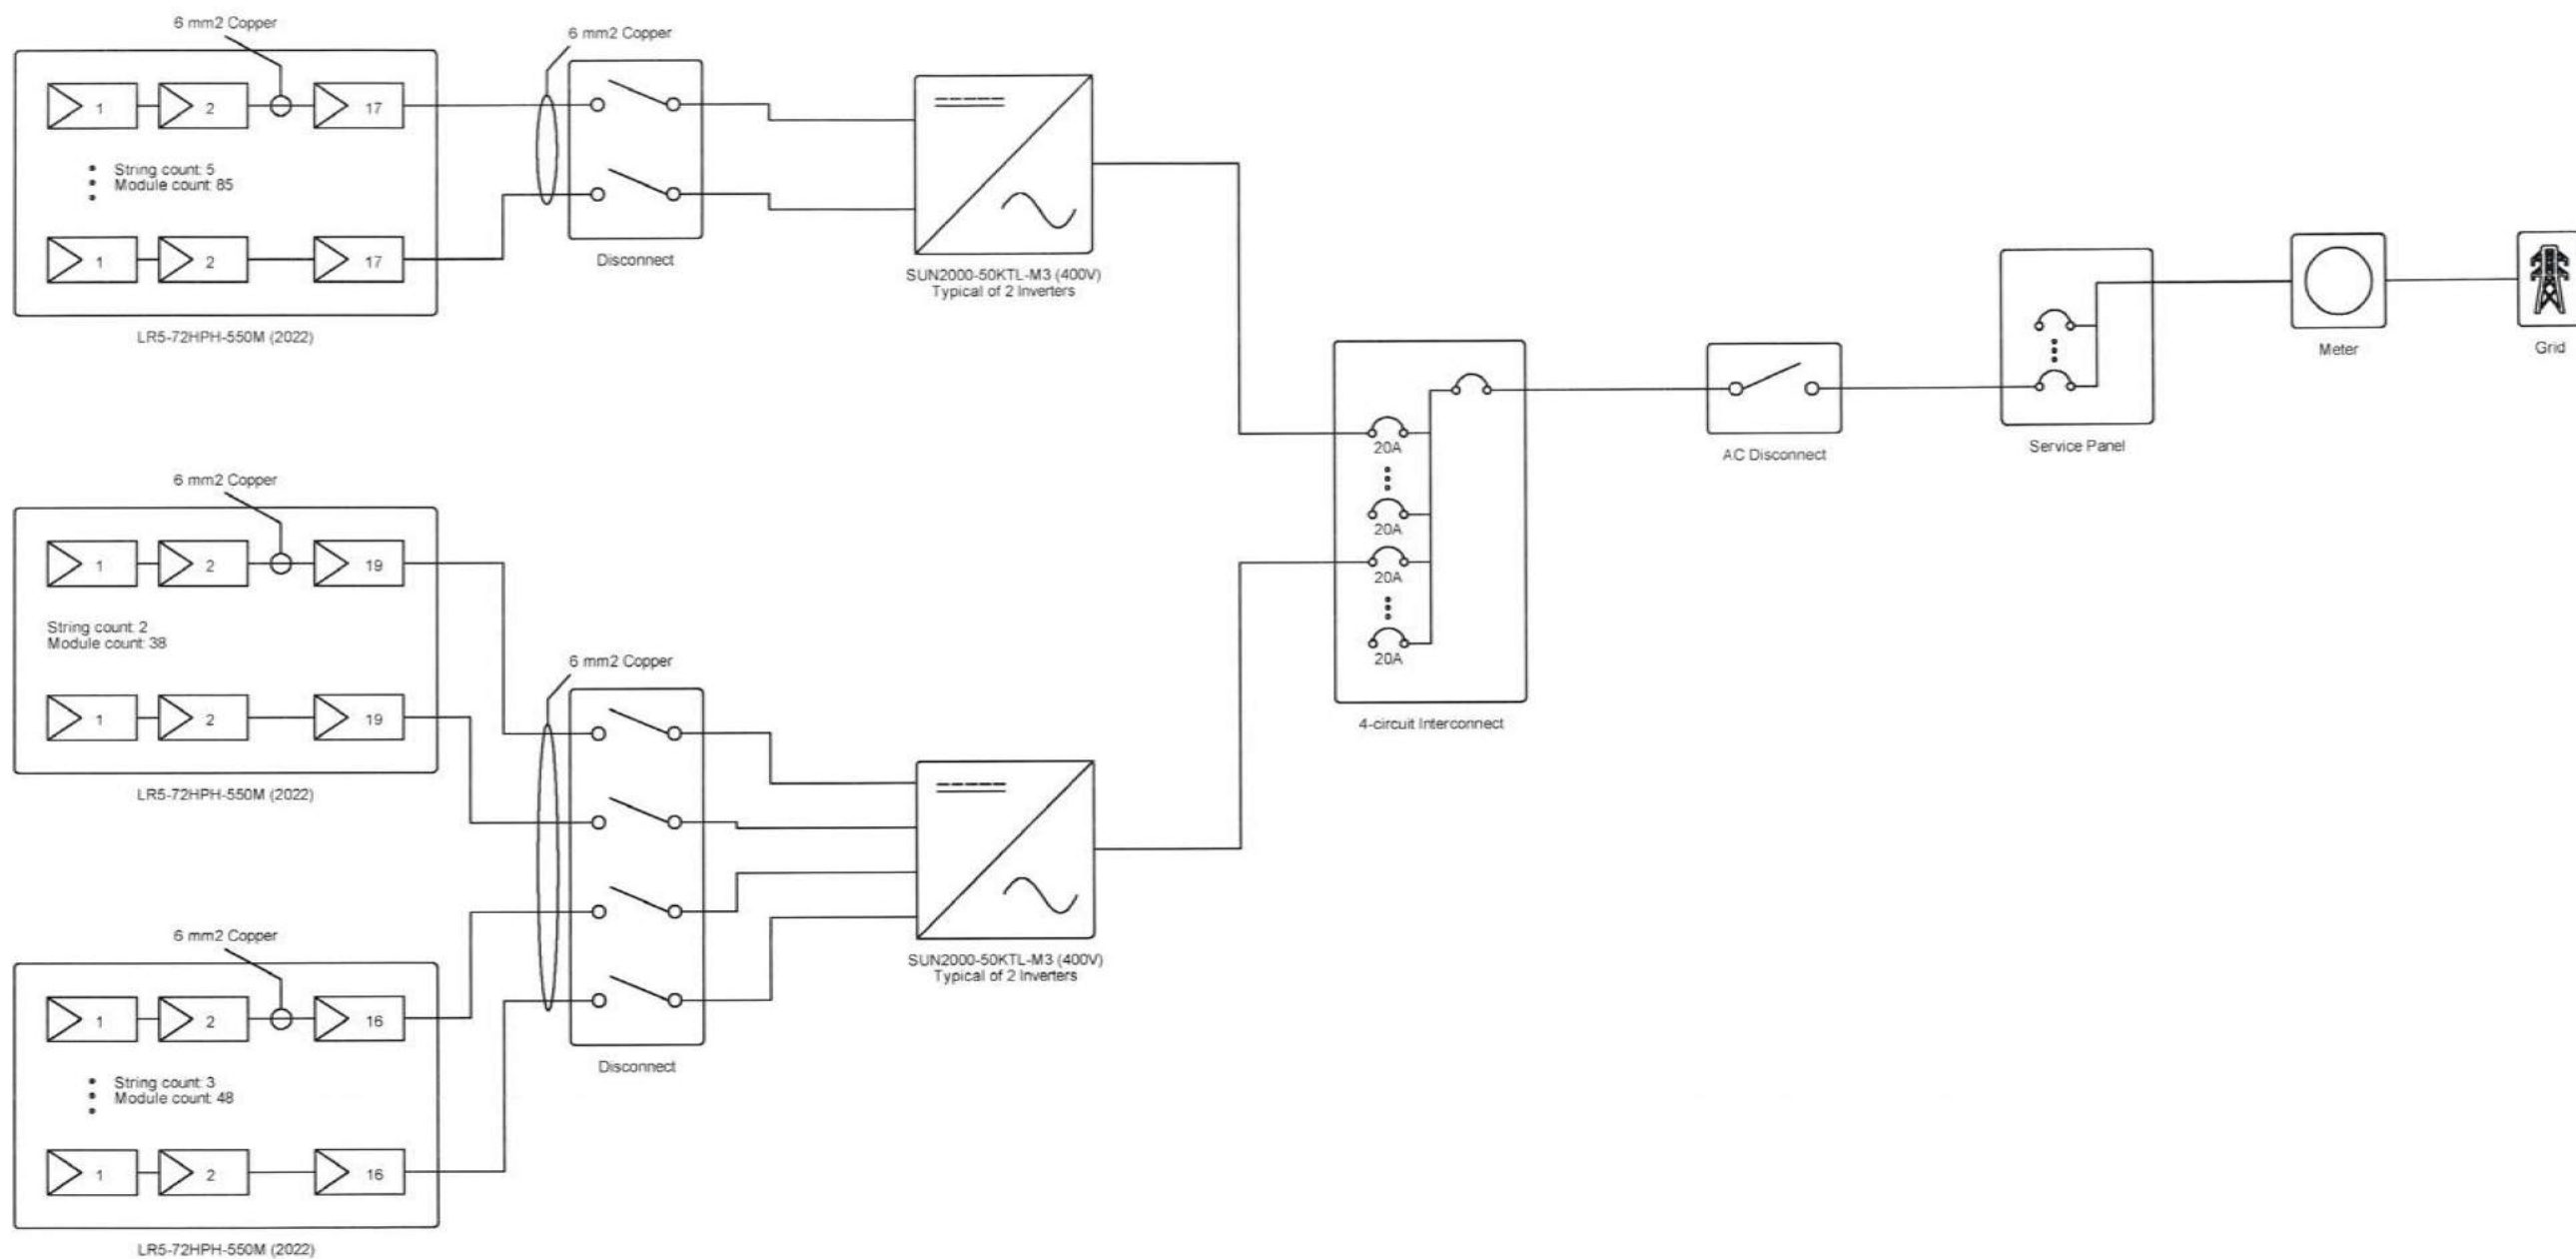 6 mm2 Copper
6 mm2 Copper
1
2
17
String count: 5
Module count: 85
1
2
17
LR5-72HPH-550M (2022)
Disconnect
SUN2000-50KTL-M3 (400V)
Typical of 2 Inverters
6 mm2 Copper
1
2
19
String count: 2
Module count: 38
1
2
19
LR5-72HPH-550M (2022)
6 mm2 Copper
6 mm2 Copper
1
2
16
String count: 3
Module count: 48
1
2
16
LR5-72HPH-550M (2022)
Disconnect
SUN2000-50KTL-M3 (400V)
Typical of 2 Inverters
20A
20A
20A
20A
4-circuit Interconnect
AC Disconnect
Service Panel
Meter
Grid